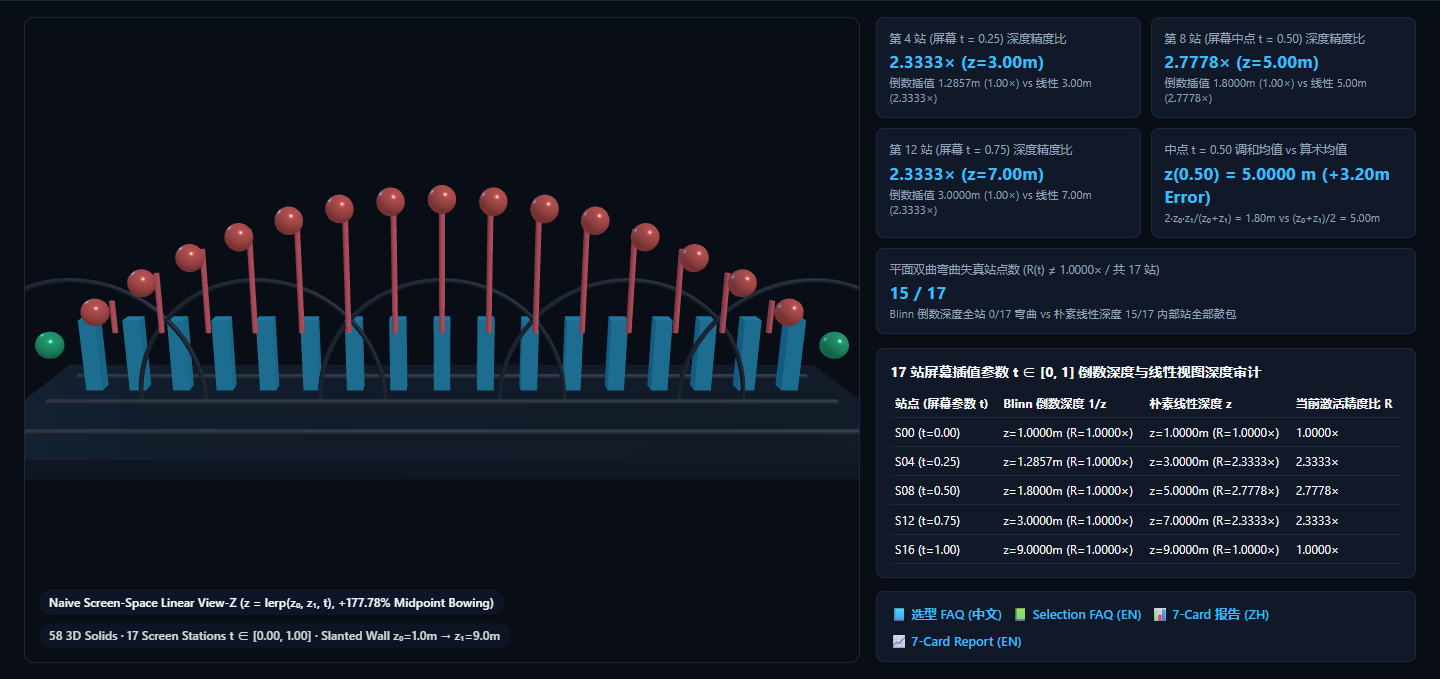 第 4 站 (屏幕 t = 0.25) 深度精度比
2.3333× (z=3.00m)
倒数插值 1.2857m (1.00×) vs 线性 3.00m
(2.3333×)
第 8 站 (屏幕中点 t = 0.50) 深度精度比
2.7778× (z=5.00m)
倒数插值 1.8000m (1.00×) vs 线性 5.00m
(2.7778×)
第 12 站 (屏幕 t = 0.75) 深度精度比
2.3333× (z=7.00m)
倒数插值 3.0000m (1.00×) vs 线性 7.00m
(2.3333×)
中点 t = 0.50 调和均值 vs 算术均值
z(0.50) = 5.0000 m (+3.20m
Error)
2·z₀·z₁/(z₀+z₁) = 1.80m vs (z₀+z₁)/2 = 5.00m
平面双曲弯曲失真站点数 (R(t) ≠ 1.0000× / 共 17 站)
15 / 17
Blinn 倒数深度全站 0/17 弯曲 vs 朴素线性深度 15/17 内部站全部鼓包
17 站屏幕插值参数 t ∈ [0, 1] 倒数深度与线性视图深度审计
站点 (屏幕参数 t) Blinn 倒数深度 1/z 朴素线性深度 z 当前激活精度比 R
S00 (t=0.00) z=1.0000m (R=1.0000×) z=1.0000m (R=1.0000×) 1.0000×
S04 (t=0.25) z=1.2857m (R=1.0000×) z=3.0000m (R=2.3333×) 2.3333×
S08 (t=0.50) z=1.8000m (R=1.0000×) z=5.0000m (R=2.7778×) 2.7778×
S12 (t=0.75) z=3.0000m (R=1.0000×) z=7.0000m (R=2.3333×) 2.3333×
S16 (t=1.00) z=9.0000m (R=1.0000×) z=9.0000m (R=1.0000×) 1.0000×
Naive Screen-Space Linear View-Z (z = lerp(z₀, z₁, t), +177.78% Midpoint Bowing)
58 3D Solids · 17 Screen Stations t ∈ [0.00, 1.00] · Slanted Wall z₀=1.0m → z₁=9.0m
选型 FAQ (中文) Selection FAQ (EN) 7-Card 报告 (ZH)
7-Card Report (EN)